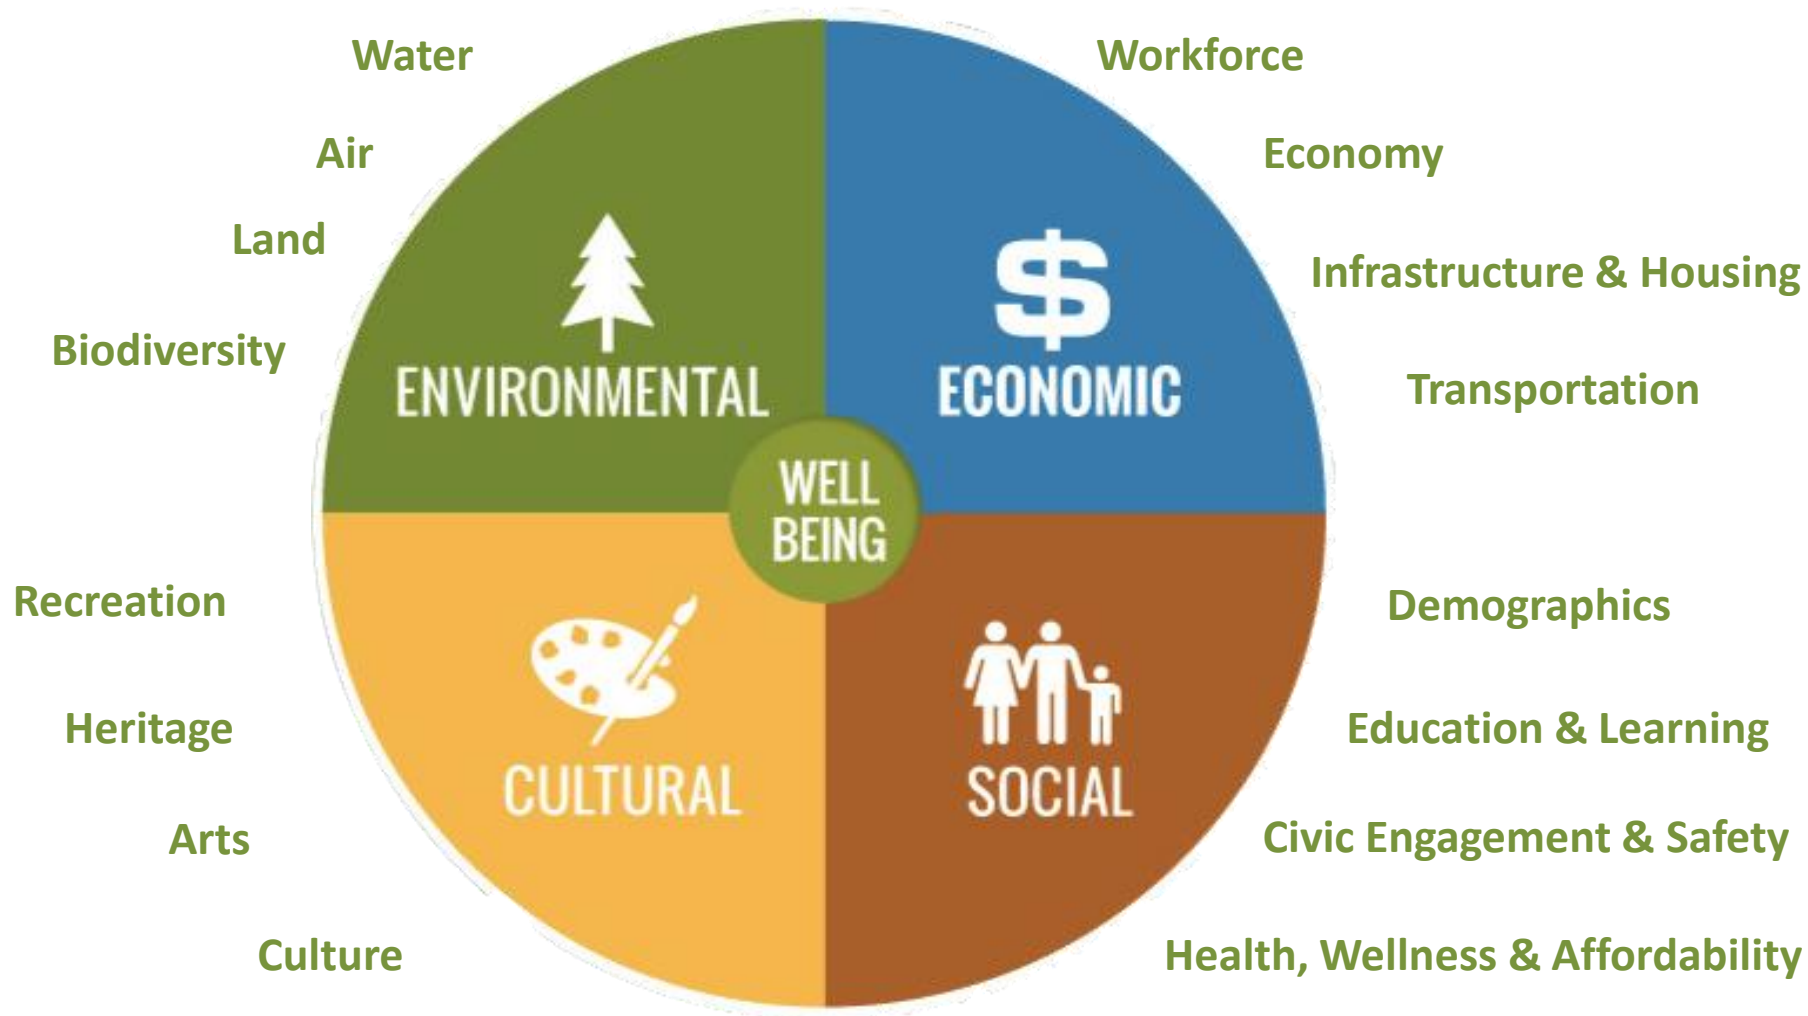 Water
Air
Land
Biodiversity
ENVIRONMENTAL
Workforce
Economy
Infrastructure & Housing
Transportation
ECONOMIC
WELL
BEING
Recreation
Heritage
Arts
Culture
CULTURAL
Demographics
Education & Learning
Civic Engagement & Safety
Health, Wellness & Affordability
SOCIAL